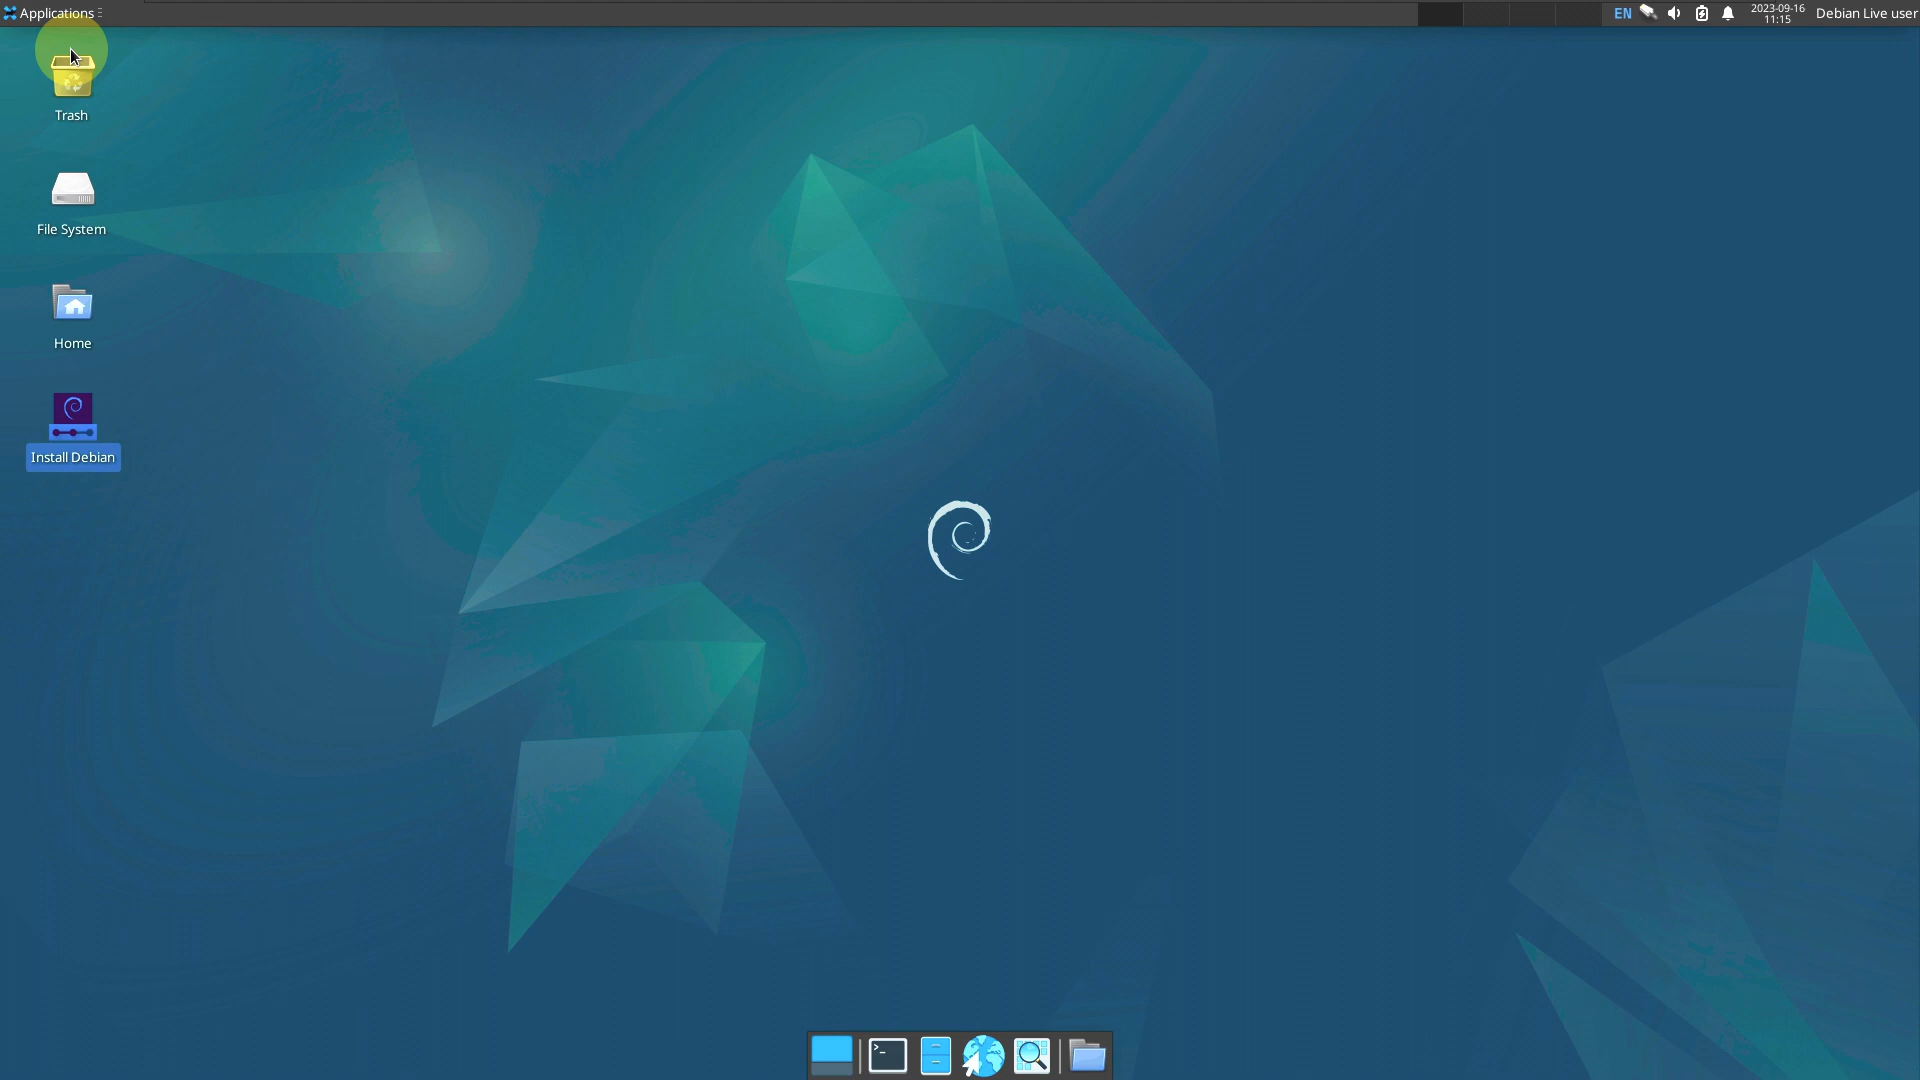 Applications
EN
2023-09-16
11:15
Debian Live user
Trash
File System
Home
Install Debian